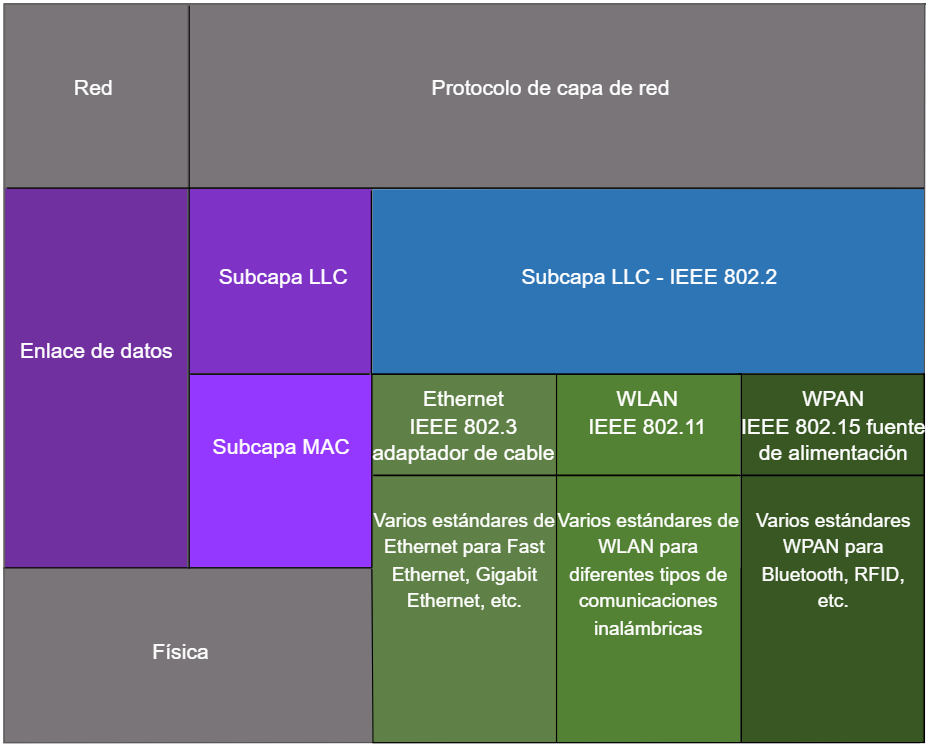 Red
Protocolo de capa de red
Enlace de datos
Subcapa LLC
Subcapa LLC - IEEE 802.2
Subcapa MAC
Ethernet
IEEE 802.3
adaptador de cable
WLAN
IEEE 802.11
WPAN
IEEE 802.15 fuente
de alimentación
Varios estándares de
Ethernet para Fast
Ethernet, Gigabit
Ethernet, etc.
Varios estándares de
WLAN para
diferentes tipos de
comunicaciones
inalámbricas
Varios estándares
WPAN para
Bluetooth, RFID,
etc.
Física